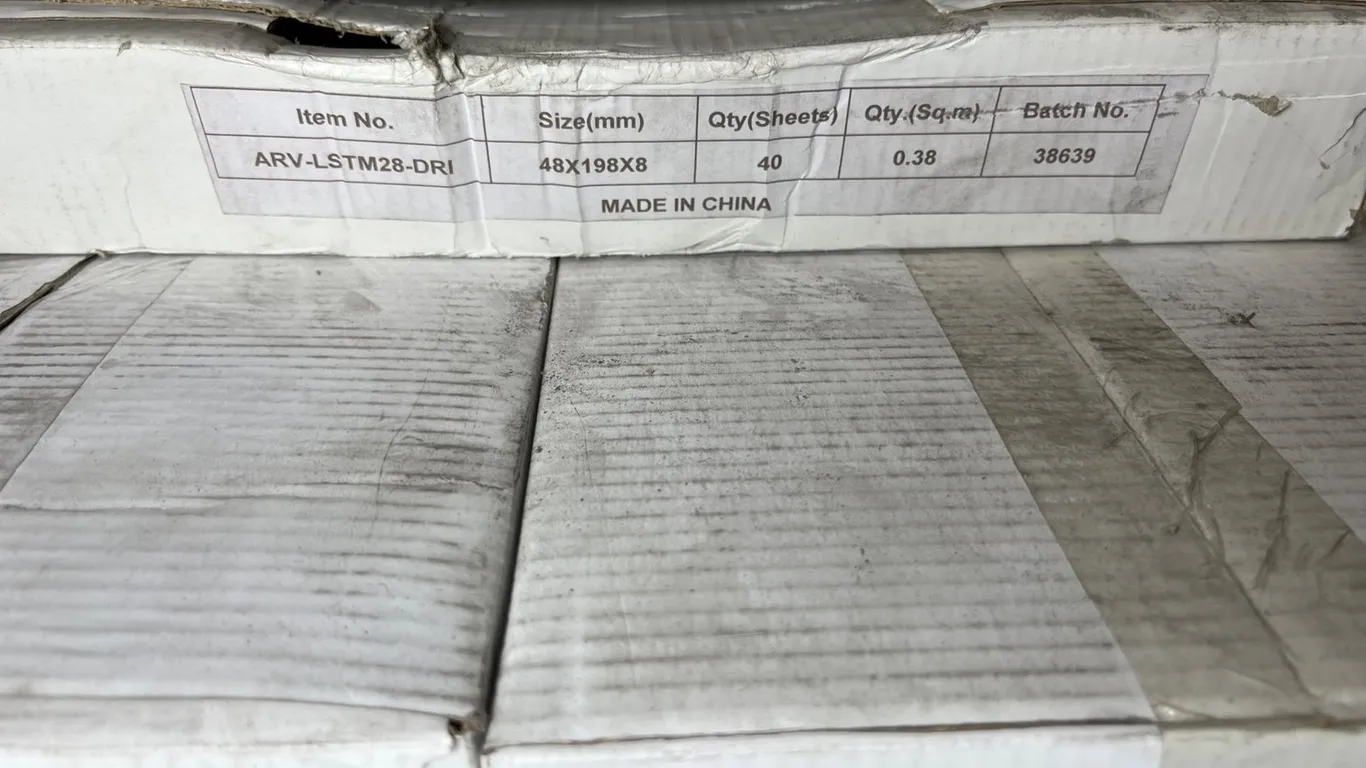 Item No. Size(mm) Qty(Sheets) Qty.(Sq.m) Batch No.
ARV-LSTM28-DRI 48X198X8 40 0.38 38639
MADE IN CHINA